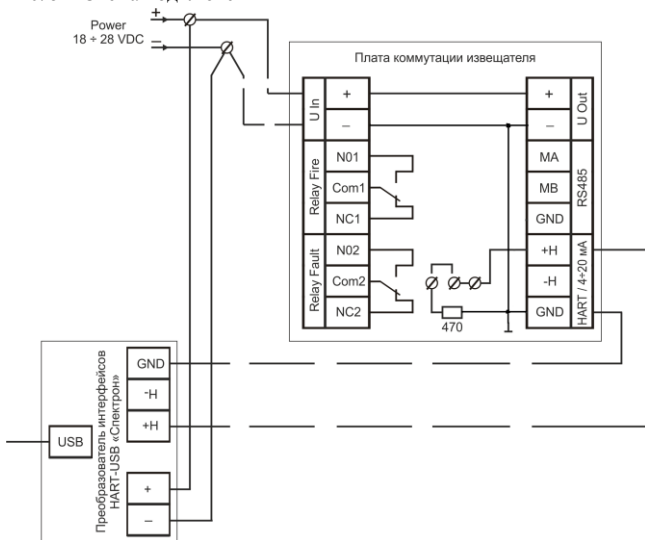 +
Power
18 ÷ 28 VDC
–
Плата коммутации извещателя
U In
+
–
Relay Fire
N01
Com1
NC1
Relay Fault
N02
Com2
NC2
470
+
–
U Out
MA
MB
GND
RS485
+H
-H
GND
HART / 4÷20 мА
USB
Преобразователь интерфейсов
HART-USB «Спектрон»
GND
-H
+H
+
–